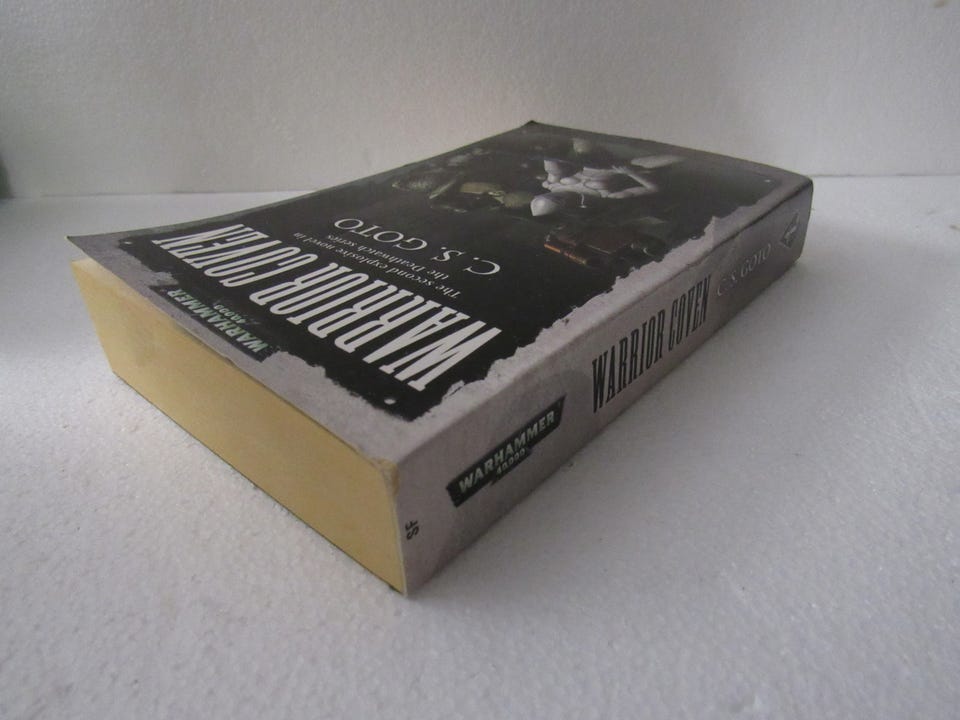 WARHAMMER
40,000
WARRIOR COVEN
The second explosive novel in
the Deathwatch series
C. S. GOTO
SF
WARHAMMER
40,000
WARRIOR COVEN
C. S. GOTO